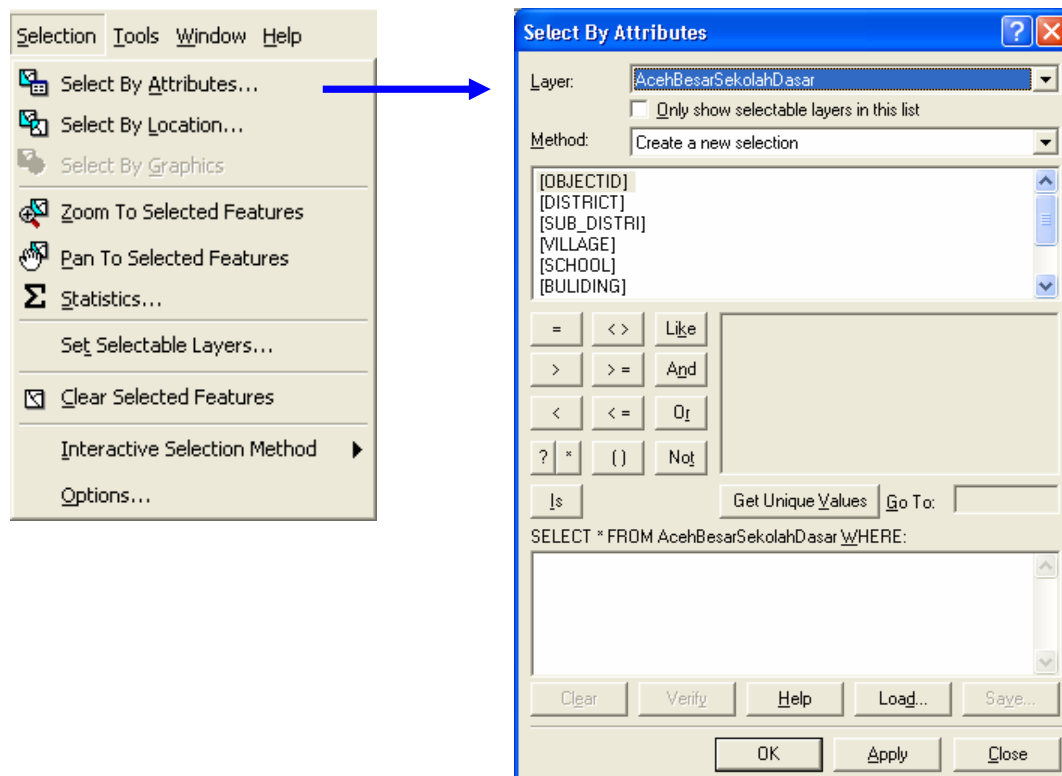 Selection Tools Window Help
Select By Attributes...
Select By Location...
Select By Graphics
Zoom To Selected Features
Pan To Selected Features
Σ Statistics...
Set Selectable Layers...
Clear Selected Features
Interactive Selection Method
Options...
Select By Attributes
Layer: AcehBesarSekolahDasar
Only show selectable layers in this list
Method: Create a new selection
[OBJECTID]
[DISTRICT]
[SUB_DISTRI]
[VILLAGE]
[SCHOOL]
[BULIDING]
= < > Like
> > = And
< < = Or
? * ( ) Not
Is Get Unique Values Go To:
SELECT * FROM AcehBesarSekolahDasar WHERE:
Clear Verify Help Load... Save...
OK Apply Close